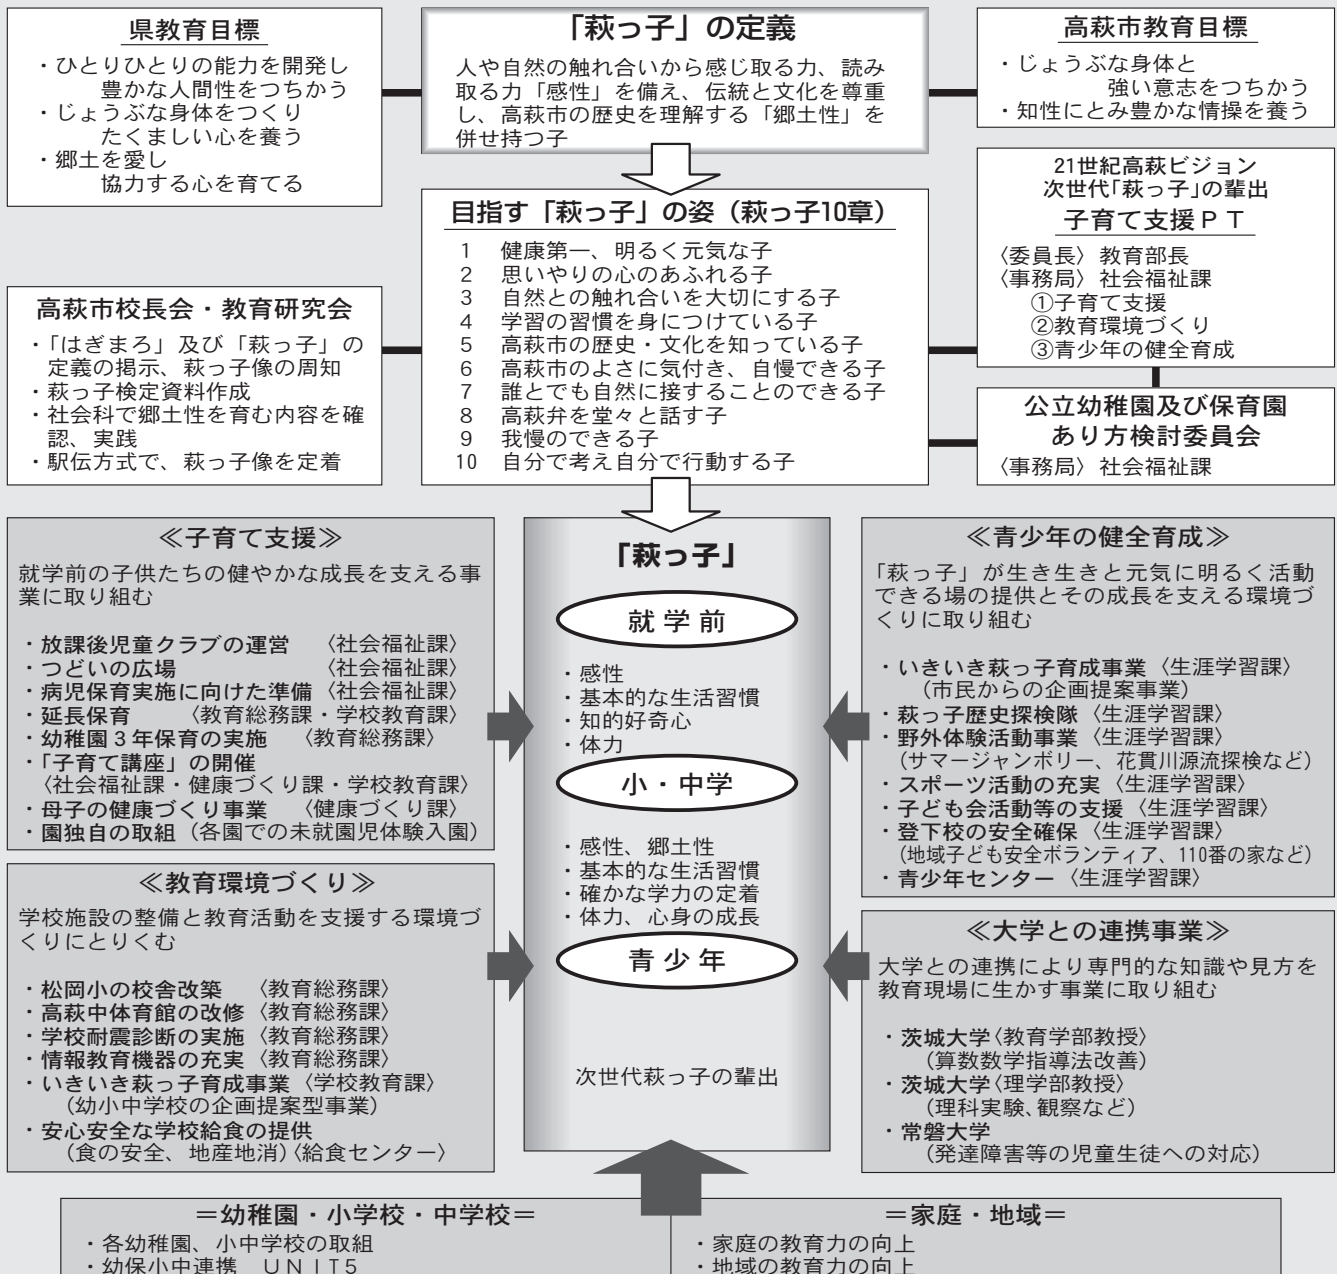 県教育目標
・ひとりひとりの能力を開発し
豊かな人間性をつちかう
・じょうぶな身体をつくり
たくましい心を養う
・郷土を愛し
協力する心を育てる
「萩っ子」の定義
人や自然の触れ合いから感じ取る力、読み
取る力「感性」を備え、伝統と文化を尊重
し、高萩市の歴史を理解する「郷土性」を
併せ持つ子
高萩市教育目標
・じょうぶな身体と
強い意志をつちかう
・知性にとみ豊かな情操を養う
21世紀高萩ビジョン
次世代「萩っ子」の輩出
子育て支援ＰＴ
〈委員長〉教育部長
〈事務局〉社会福祉課
①子育て支援
②教育環境づくり
③青少年の健全育成
目指す「萩っ子」の姿（萩っ子10章）
1 健康第一、明るく元気な子
2 思いやりの心のあふれる子
3 自然との触れ合いを大切にする子
4 学習の習慣を身につけている子
5 高萩市の歴史・文化を知っている子
6 高萩市のよさに気付き、自慢できる子
7 誰とでも自然に接することのできる子
8 高萩弁を堂々と話す子
9 我慢のできる子
10 自分で考え自分で行動する子
高萩市校長会・教育研究会
・「はぎまろ」及び「萩っ子」の
定義の掲示、萩っ子像の周知
・萩っ子検定資料作成
・社会科で郷土性を育む内容を確
認、実践
・駅伝方式で、萩っ子像を定着
公立幼稚園及び保育園
あり方検討委員会
〈事務局〉社会福祉課
≪子育て支援≫
就学前の子供たちの健やかな成長を支える事
業に取り組む
・放課後児童クラブの運営 〈社会福祉課〉
・つどいの広場 〈社会福祉課〉
・病児保育実施に向けた準備〈社会福祉課〉
・延長保育 〈教育総務課・学校教育課〉
・幼稚園３年保育の実施 〈教育総務課〉
・「子育て講座」の開催
〈社会福祉課・健康づくり課・学校教育課〉
・母子の健康づくり事業 〈健康づくり課〉
・園独自の取組（各園での未就園児体験入園）
≪教育環境づくり≫
学校施設の整備と教育活動を支援する環境づ
くりにとりくむ
・松岡小の校舎改築 〈教育総務課〉
・高萩中体育館の改修〈教育総務課〉
・学校耐震診断の実施〈教育総務課〉
・情報教育機器の充実〈教育総務課〉
・いきいき萩っ子育成事業〈学校教育課〉
(幼小中学校の企画提案型事業)
・安心安全な学校給食の提供
(食の安全、地産地消)〈給食センター〉
「萩っ子」
就学前
・感性
・基本的な生活習慣
・知的好奇心
・体力
小・中学
・感性、郷土性
・基本的な生活習慣
・確かな学力の定着
・体力、心身の成長
青少年
次世代萩っ子の輩出
≪青少年の健全育成≫
「萩っ子」が生き生きと元気に明るく活動
できる場の提供とその成長を支える環境づ
くりに取り組む
・いきいき萩っ子育成事業〈生涯学習課〉
(市民からの企画提案事業)
・萩っ子歴史探検隊〈生涯学習課〉
・野外体験活動事業〈生涯学習課〉
(サマージャンボリー、花貫川源流探検など)
・スポーツ活動の充実〈生涯学習課〉
・子ども会活動等の支援〈生涯学習課〉
・登下校の安全確保〈生涯学習課〉
(地域子ども安全ボランティア、110番の家など)
・青少年センター〈生涯学習課〉
≪大学との連携事業≫
大学との連携により専門的な知識や見方を
教育現場に生かす事業に取り組む
・茨城大学〈教育学部教授〉
(算数数学指導法改善)
・茨城大学〈理学部教授〉
(理科実験、観察など)
・常磐大学
(発達障害等の児童生徒への対応)
＝幼稚園・小学校・中学校＝
・各幼稚園、小中学校の取組
・幼保小中連携 ＵＮＩＴ5
＝家庭・地域＝
・家庭の教育力の向上
・地域の教育力の向上